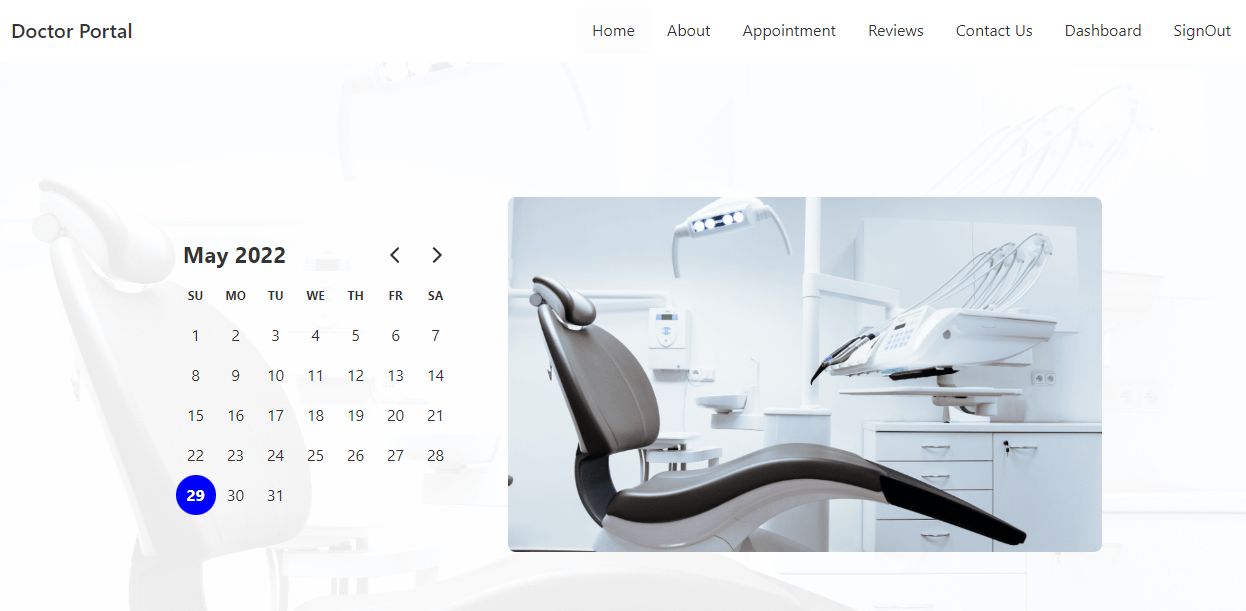 Doctor Portal Home About Appointment Reviews Contact Us Dashboard SignOut
May 2022
SU MO TU WE TH FR SA
1 2 3 4 5 6 7
8 9 10 11 12 13 14
15 16 17 18 19 20 21
22 23 24 25 26 27 28
29 30 31